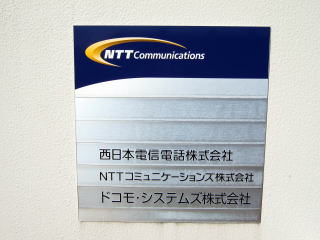 NTT Communications
西日本電信電話株式会社
NTTコミュニケーションズ株式会社
ドコモ・システムズ株式会社